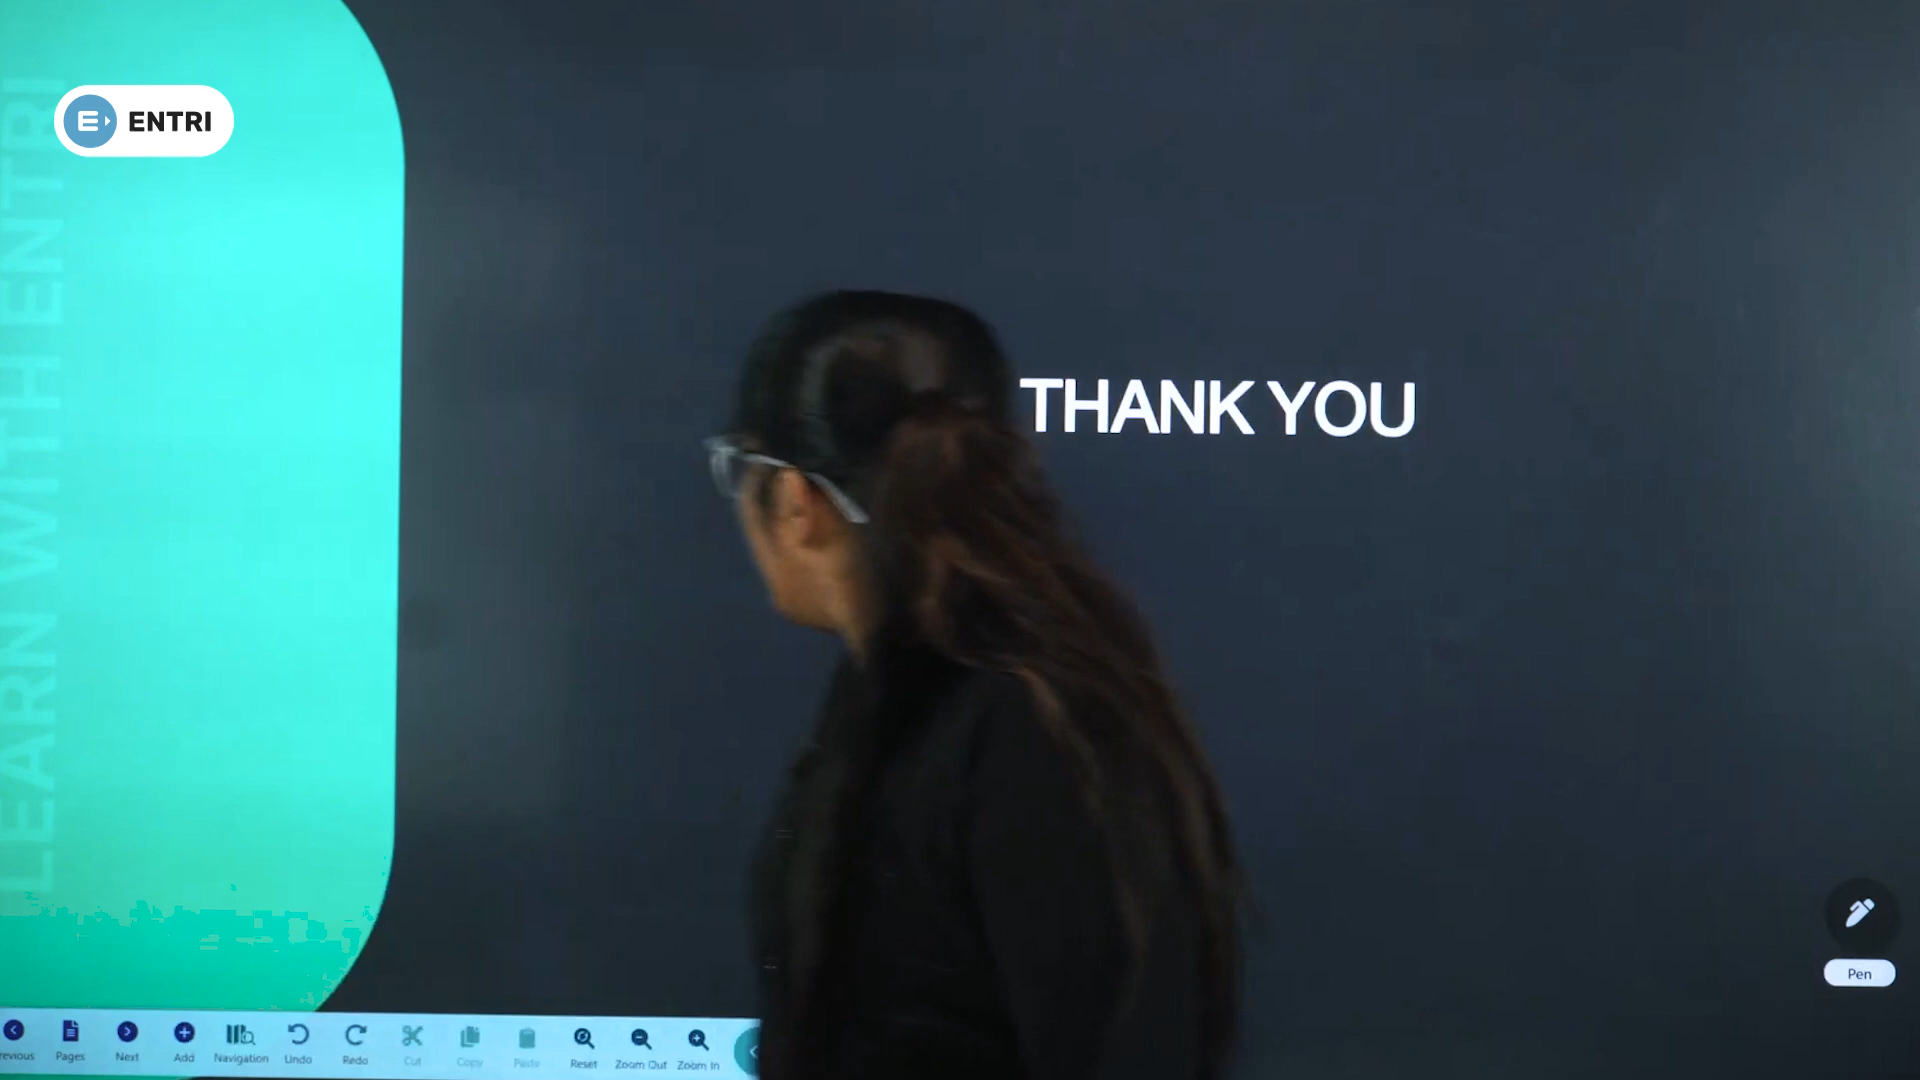 LEARN WITH ENTRI
ENTRI
THANK YOU
Pen
revious
Pages
Next
Add
Navigation
Undo
Redo
Cut
Copy
Paste
Reset
Zoom Out
Zoom In